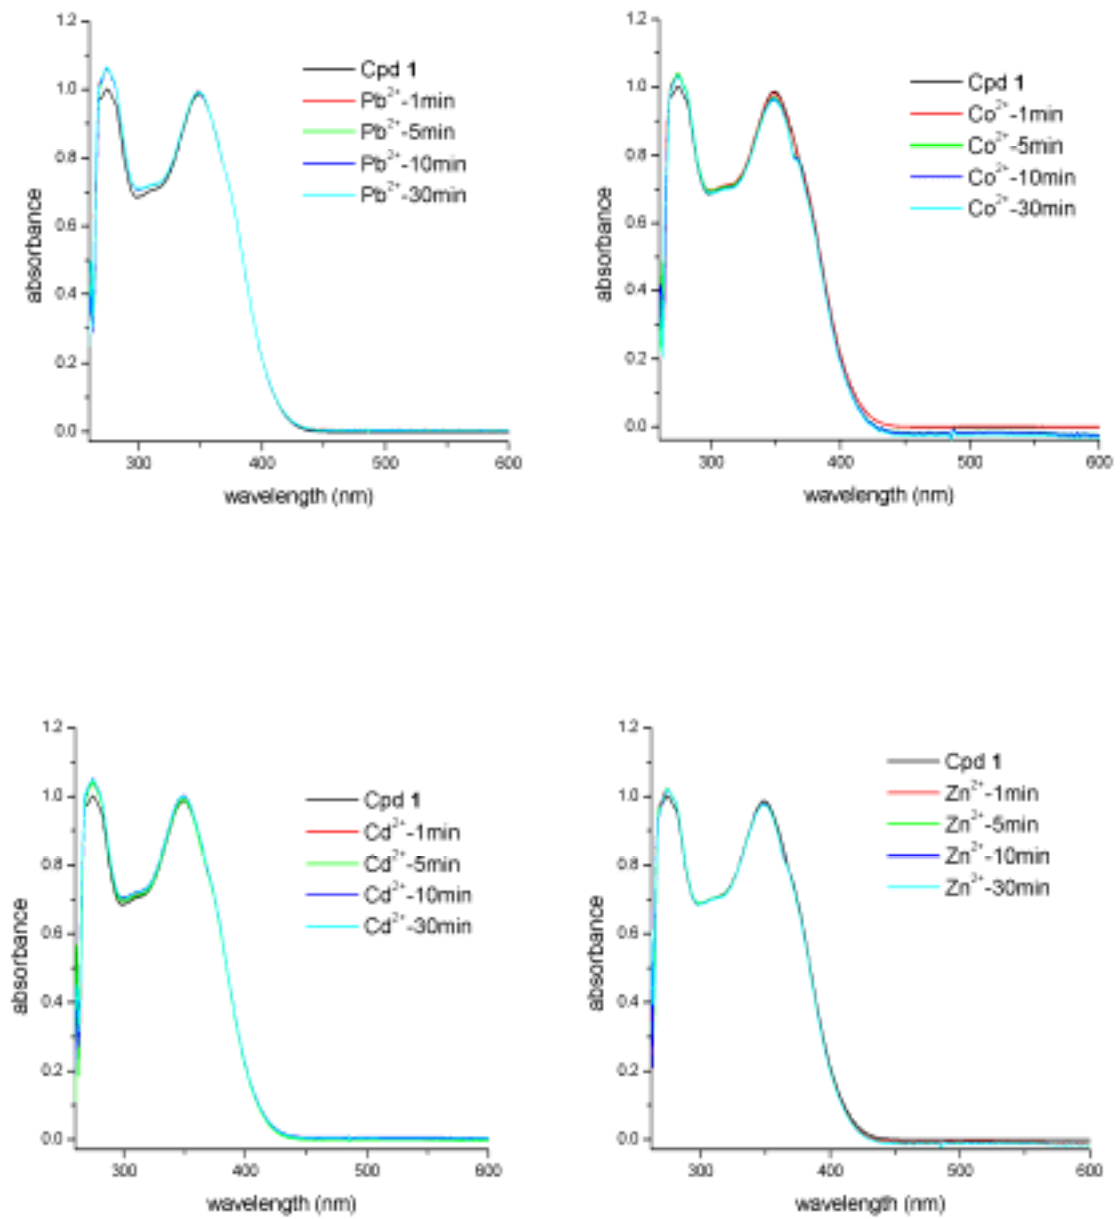 1.2
1.0
0.8
0.6
0.4
0.2
0.0
absorbance
Cpd 1
Pb²⁺-1min
Pb²⁺-5min
Pb²⁺-10min
Pb²⁺-30min
300 400 500 600
wavelength (nm)
1.2
1.0
0.8
0.6
0.4
0.2
0.0
absorbance
Cpd 1
Co²⁺-1min
Co²⁺-5min
Co²⁺-10min
Co²⁺-30min
300 400 500 600
wavelength (nm)
1.2
1.0
0.8
0.6
0.4
0.2
0.0
absorbance
Cpd 1
Cd²⁺-1min
Cd²⁺-5min
Cd²⁺-10min
Cd²⁺-30min
300 400 500 600
wavelength (nm)
1.2
1.0
0.8
0.6
0.4
0.2
0.0
absorbance
Cpd 1
Zn²⁺-1min
Zn²⁺-5min
Zn²⁺-10min
Zn²⁺-30min
300 400 500 600
wavelength (nm)